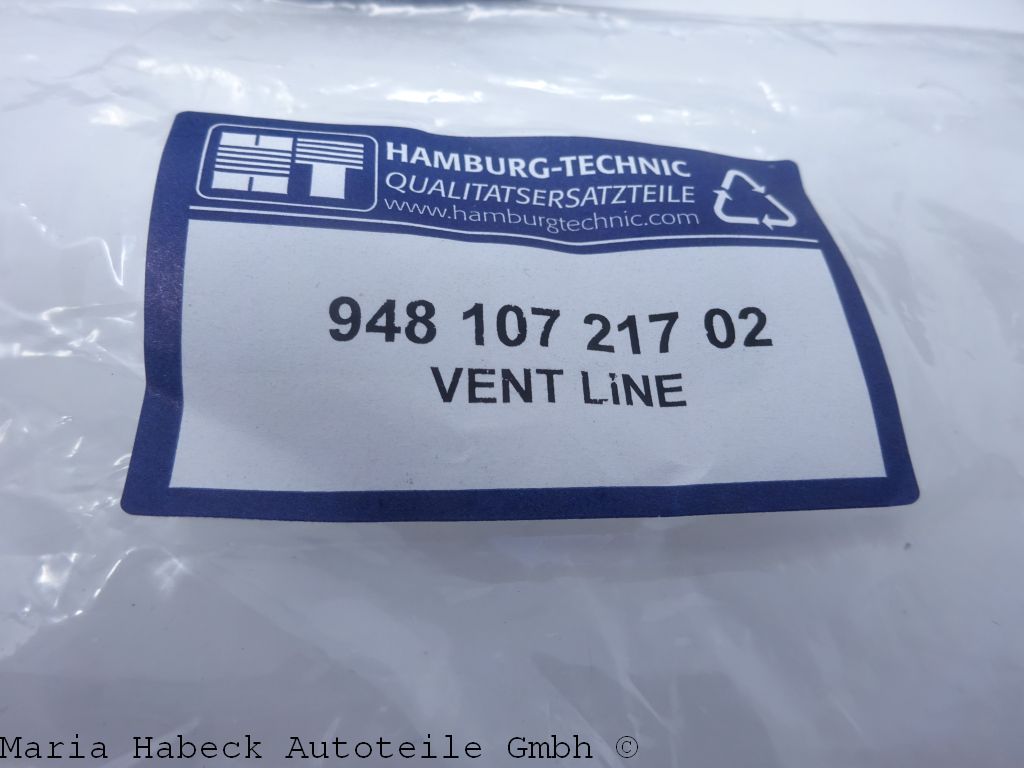 HT
HAMBURG-TECHNIC
QUALITATSERSATZTEILE
www.hamburgtechnic.com
948 107 217 02
VENT LiNE
Maria Habeck Autoteile Gmbh ©